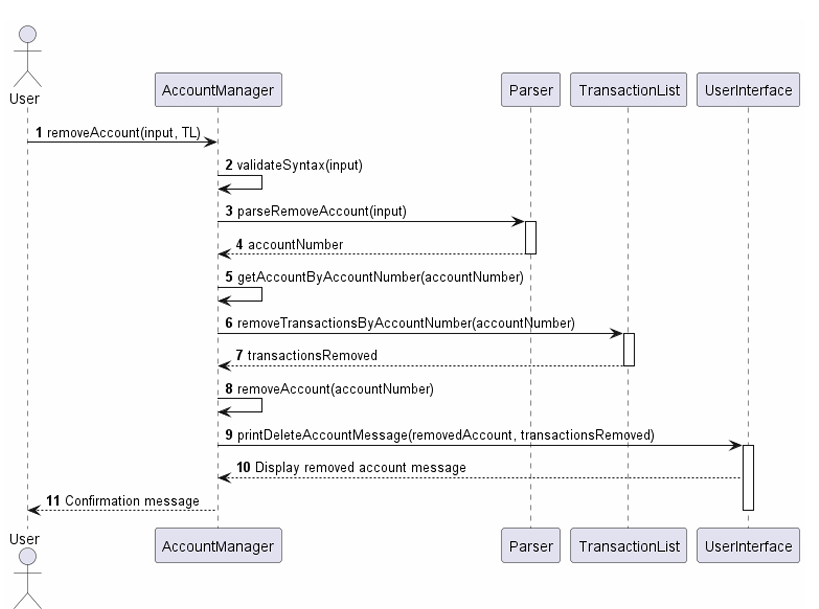 User
AccountManager
Parser
TransactionList
UserInterface
1 removeAccount(input, TL)
2 validateSyntax(input)
3 parseRemoveAccount(input)
4 accountNumber
5 getAccountByAccountNumber(accountNumber)
6 removeTransactionsByAccountNumber(accountNumber)
7 transactionsRemoved
8 removeAccount(accountNumber)
9 printDeleteAccountMessage(removedAccount, transactionsRemoved)
10 Display removed account message
11 Confirmation message
User
AccountManager
Parser
TransactionList
UserInterface